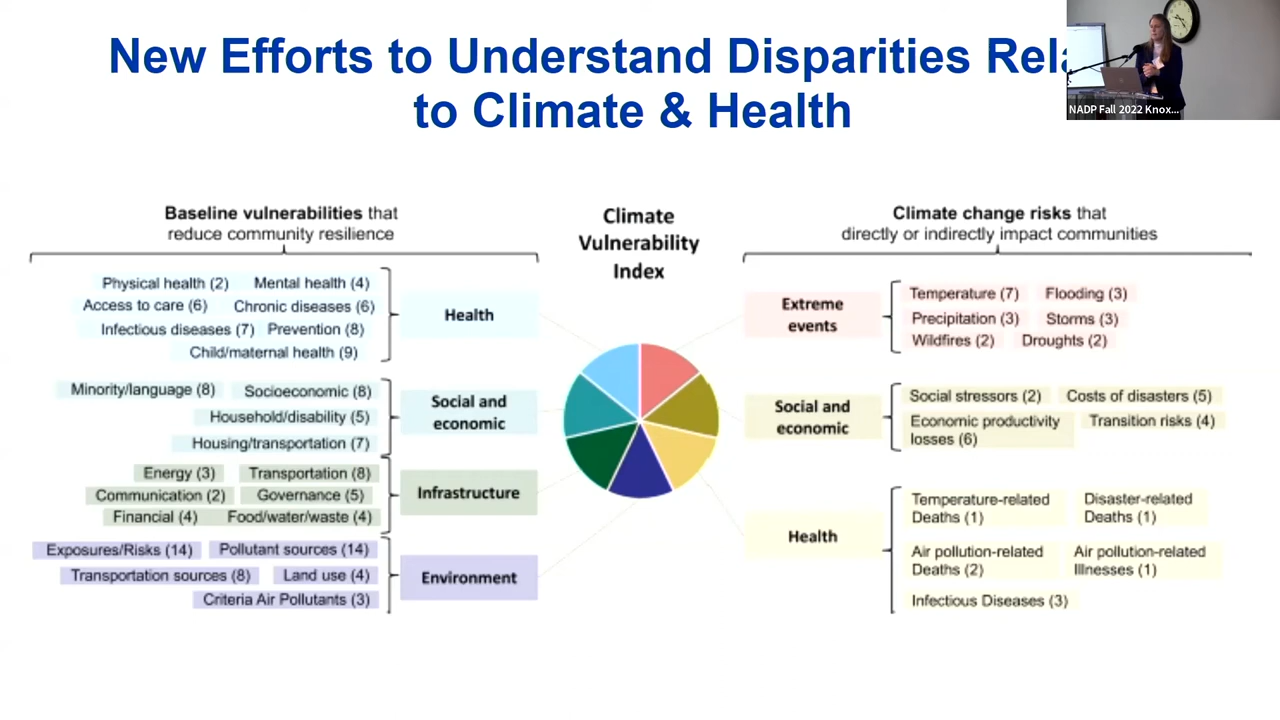 New Efforts to Understand Disparities Rela
to Climate & Health
NADP Fall 2022 Knox...
Baseline vulnerabilities that
reduce community resilience
Climate
Vulnerability
Index
Climate change risks that
directly or indirectly impact communities
Physical health (2) Mental health (4)
Access to care (6) Chronic diseases (6)
Infectious diseases (7) Prevention (8)
Child/maternal health (9)
Health
Minority/language (8) Socioeconomic (8)
Household/disability (5)
Housing/transportation (7)
Social and
economic
Energy (3) Transportation (8)
Communication (2) Governance (5)
Financial (4) Food/water/waste (4)
Infrastructure
Exposures/Risks (14) Pollutant sources (14)
Transportation sources (8) Land use (4)
Criteria Air Pollutants (3)
Environment
Extreme
events
Temperature (7) Flooding (3)
Precipitation (3) Storms (3)
Wildfires (2) Droughts (2)
Social and
economic
Social stressors (2) Costs of disasters (5)
Economic productivity Transition risks (4)
losses (6)
Health
Temperature-related Disaster-related
Deaths (1) Deaths (1)
Air pollution-related Air pollution-related
Deaths (2) Illnesses (1)
Infectious Diseases (3)